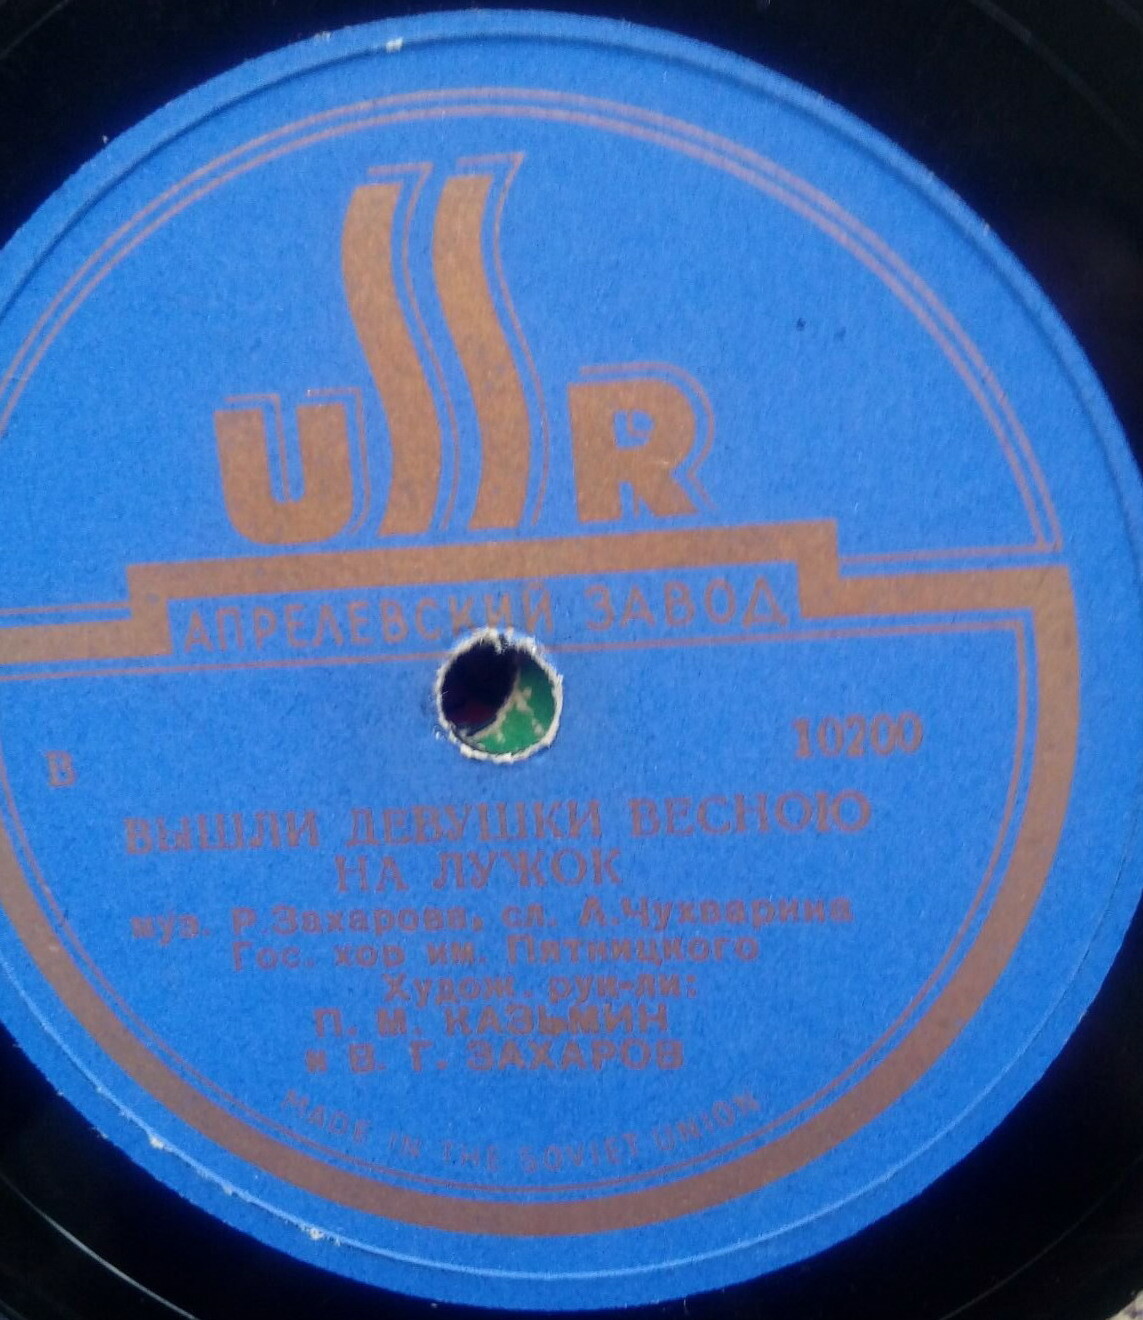 USSR
АПРЕЛЕВСКИЙ ЗАВОД
В 10200
ВЫШЛИ ДЕВУШКИ ВЕСНОЮ
НА ЛУЖОК
муз. Р.Захарова, сл. А.Чухварина
Гос. хор им. Пятницкого
Худож. рук-ли:
П. М. КАЗЬМИН
и В. Г. ЗАХАРОВ
MADE IN THE SOVIET UNION